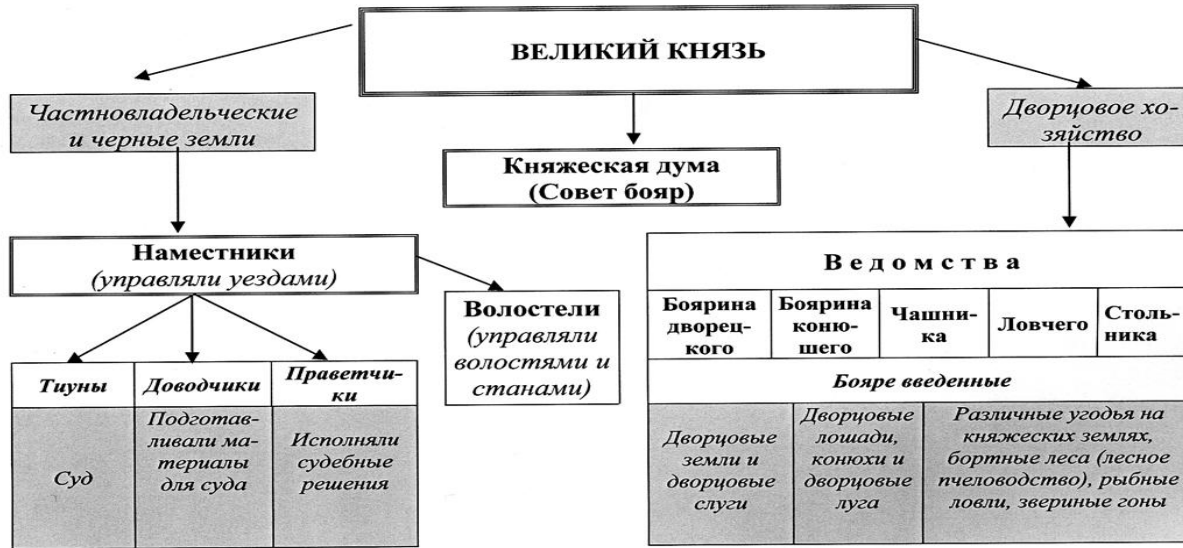 ВЕЛИКИЙ КНЯЗЬ
Частновладельческие
и черные земли
Дворцовое хо-
зяйство
Княжеская дума
(Совет бояр)
Наместники
(управляли уездами)
Волостели
(управляли
волостями и
станами)
Тиуны
Доводчики
Праветчи-
ки
Суд
Подготав-
ливали ма-
териалы
для суда
Исполняли
судебные
решения
Ведомства
Боярина
дворец-
кого
Боярина
коню-
шего
Чашни-
ка
Ловчего
Столь-
ника
Бояре введенные
Дворцовые
земли и
дворцовые
слуги
Дворцовые
лошади,
конюхи и
дворцовые
луга
Различные угодья на
княжеских землях,
бортные леса (лесное
пчеловодство), рыбные
ловли, звериные гоны